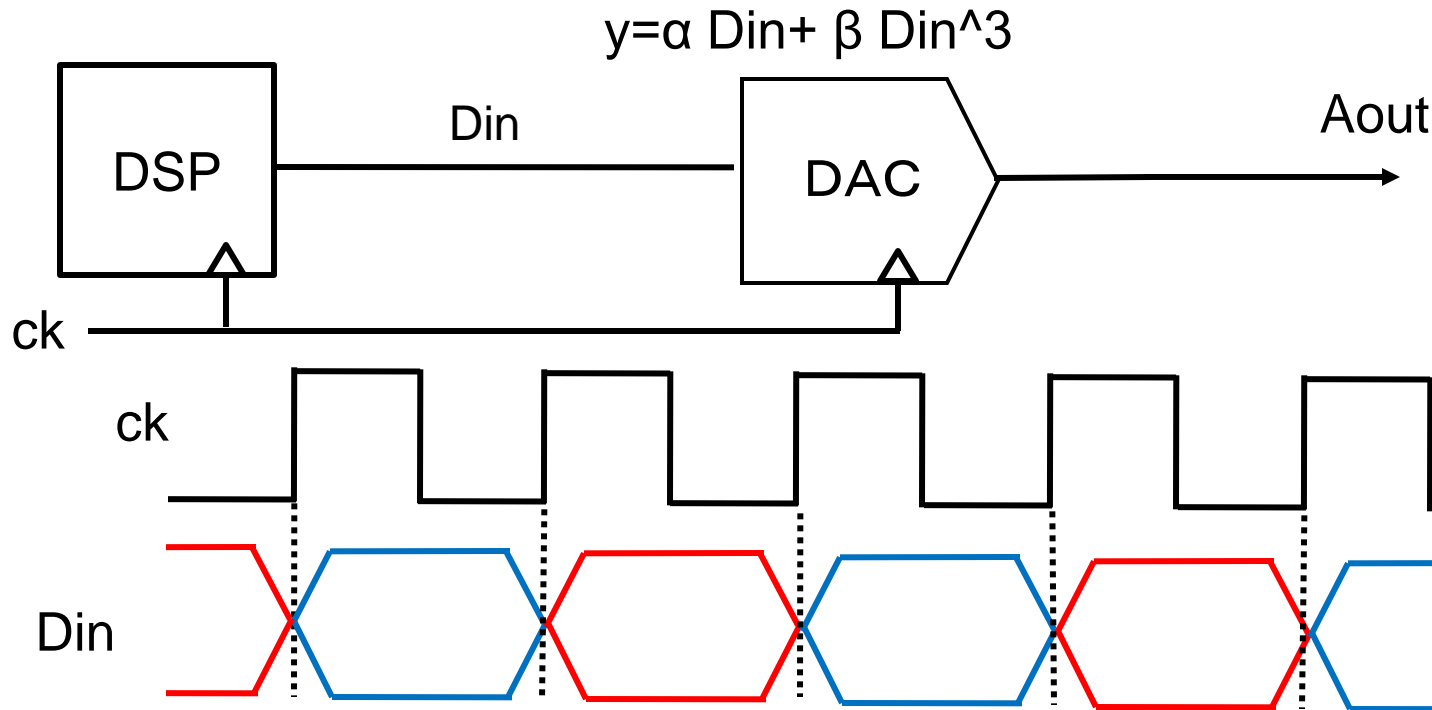 y=α Din+ β Din^3
Din
Aout
DSP
DAC
ck
ck
Din